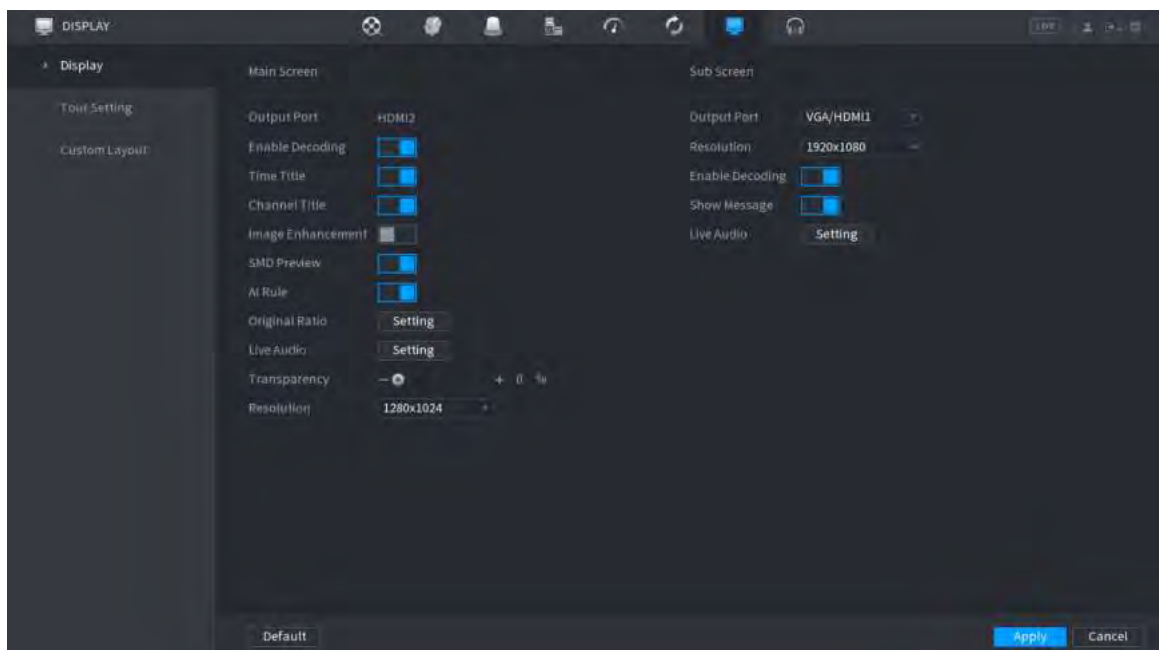 DISPLAY
LIVE
Display
Tour Setting
Custom Layout
Main Screen
Output Port HDMI2
Enable Decoding
Time Title
Channel Title
Image Enhancement
SMD Preview
AI Rule
Original Ratio Setting
Live Audio Setting
Transparency - + 0 %
Resolution 1280x1024
Sub Screen
Output Port VGA/HDMI1
Resolution 1920x1080
Enable Decoding
Show Message
Live Audio Setting
Default
Apply
Cancel